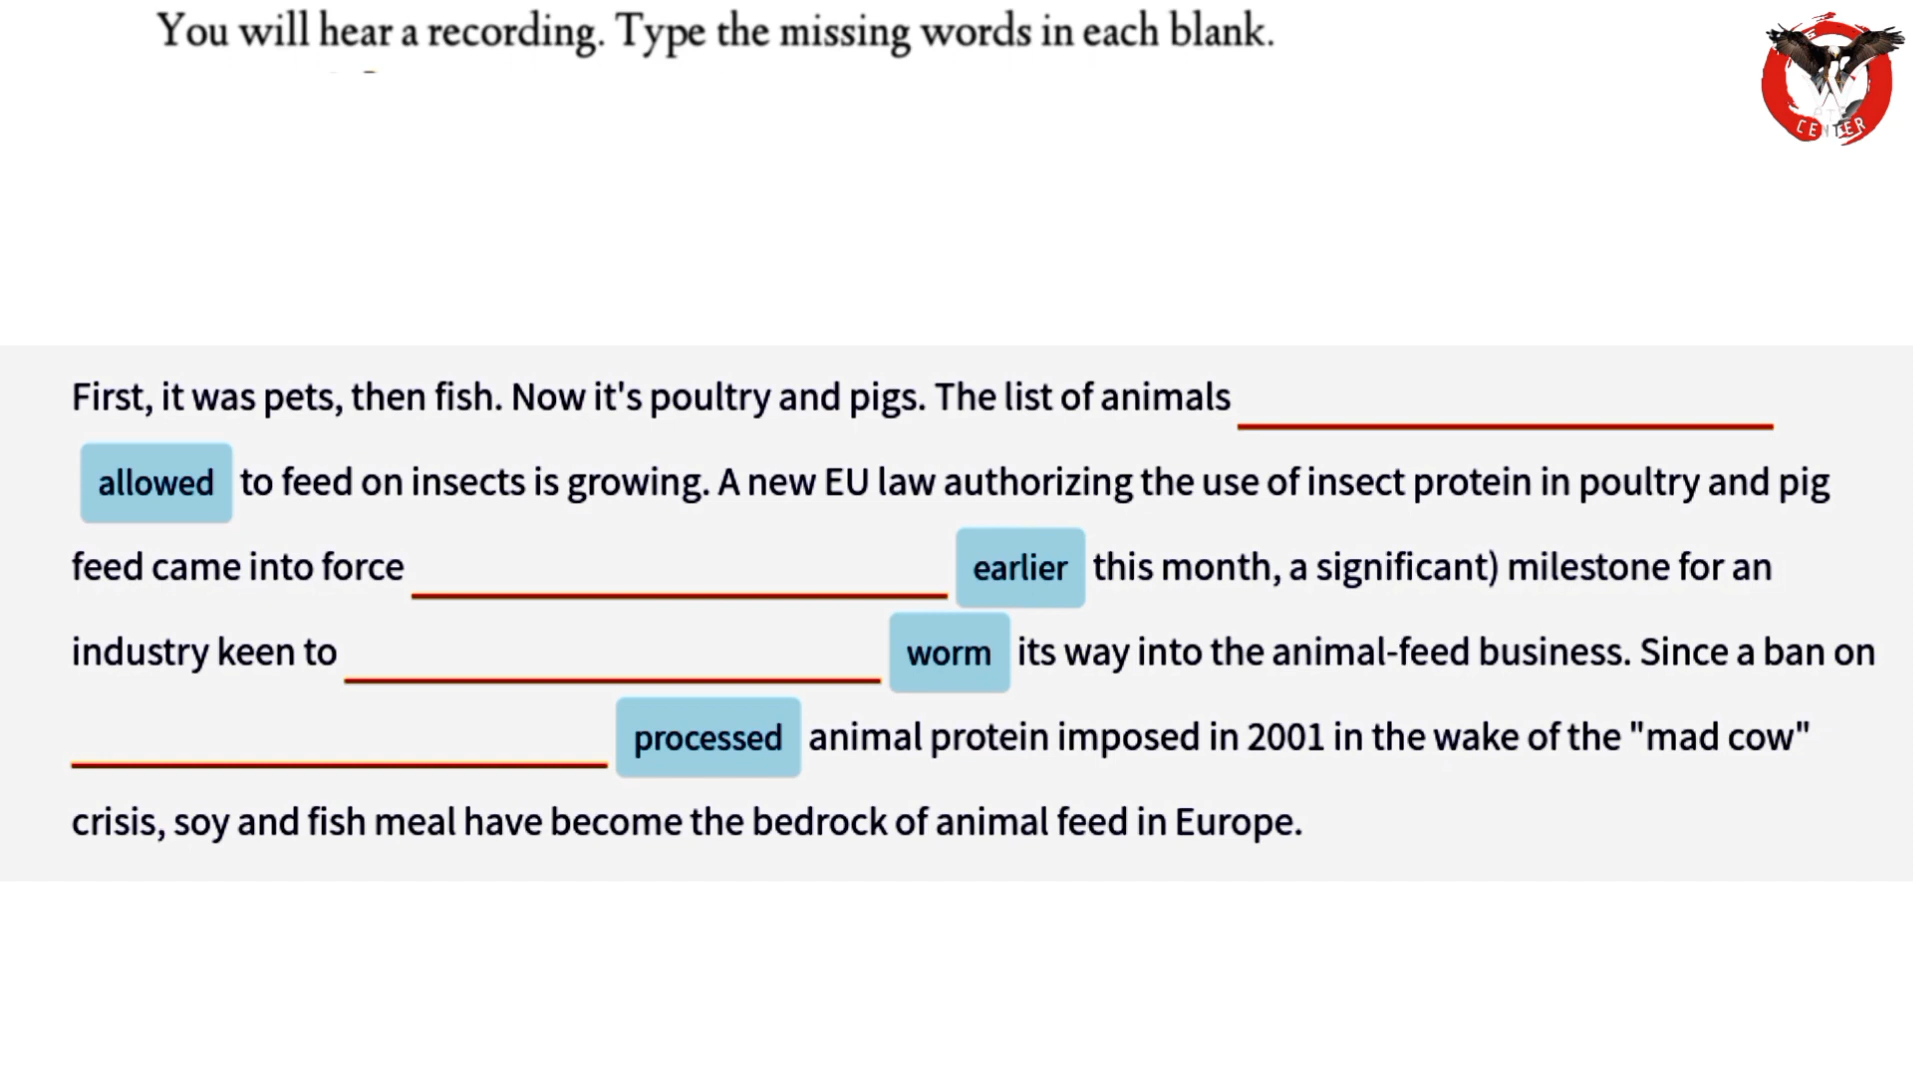 You will hear a recording. Type the missing words in each blank.
CENTER
First, it was pets, then fish. Now it's poultry and pigs. The list of animals
allowed to feed on insects is growing. A new EU law authorizing the use of insect protein in poultry and pig
feed came into force earlier this month, a significant) milestone for an
industry keen to worm its way into the animal-feed business. Since a ban on
processed animal protein imposed in 2001 in the wake of the "mad cow"
crisis, soy and fish meal have become the bedrock of animal feed in Europe.